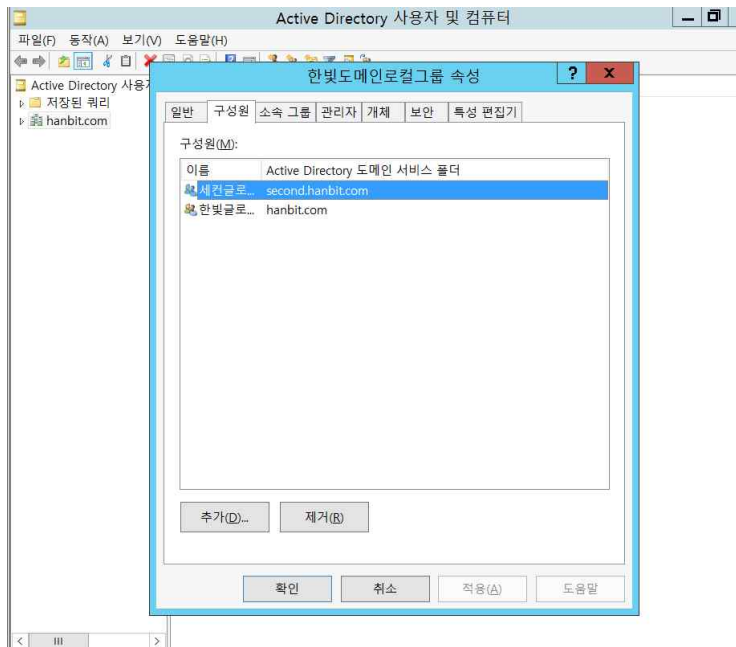 Active Directory 사용자 및 컴퓨터
파일(F) 동작(A) 보기(V) 도움말(H)
Active Directory 사용
저장된 쿼리
hanbit.com
한빛도메인로컬그룹 속성
? x
일반 구성원 소속 그룹 관리자 개체 보안 특성 편집기
구성원(M):
이름 Active Directory 도메인 서비스 폴더
세컨글로... second.hanbit.com
한빛글로... hanbit.com
추가(D)... 제거(R)
확인 취소 적용(A) 도움말